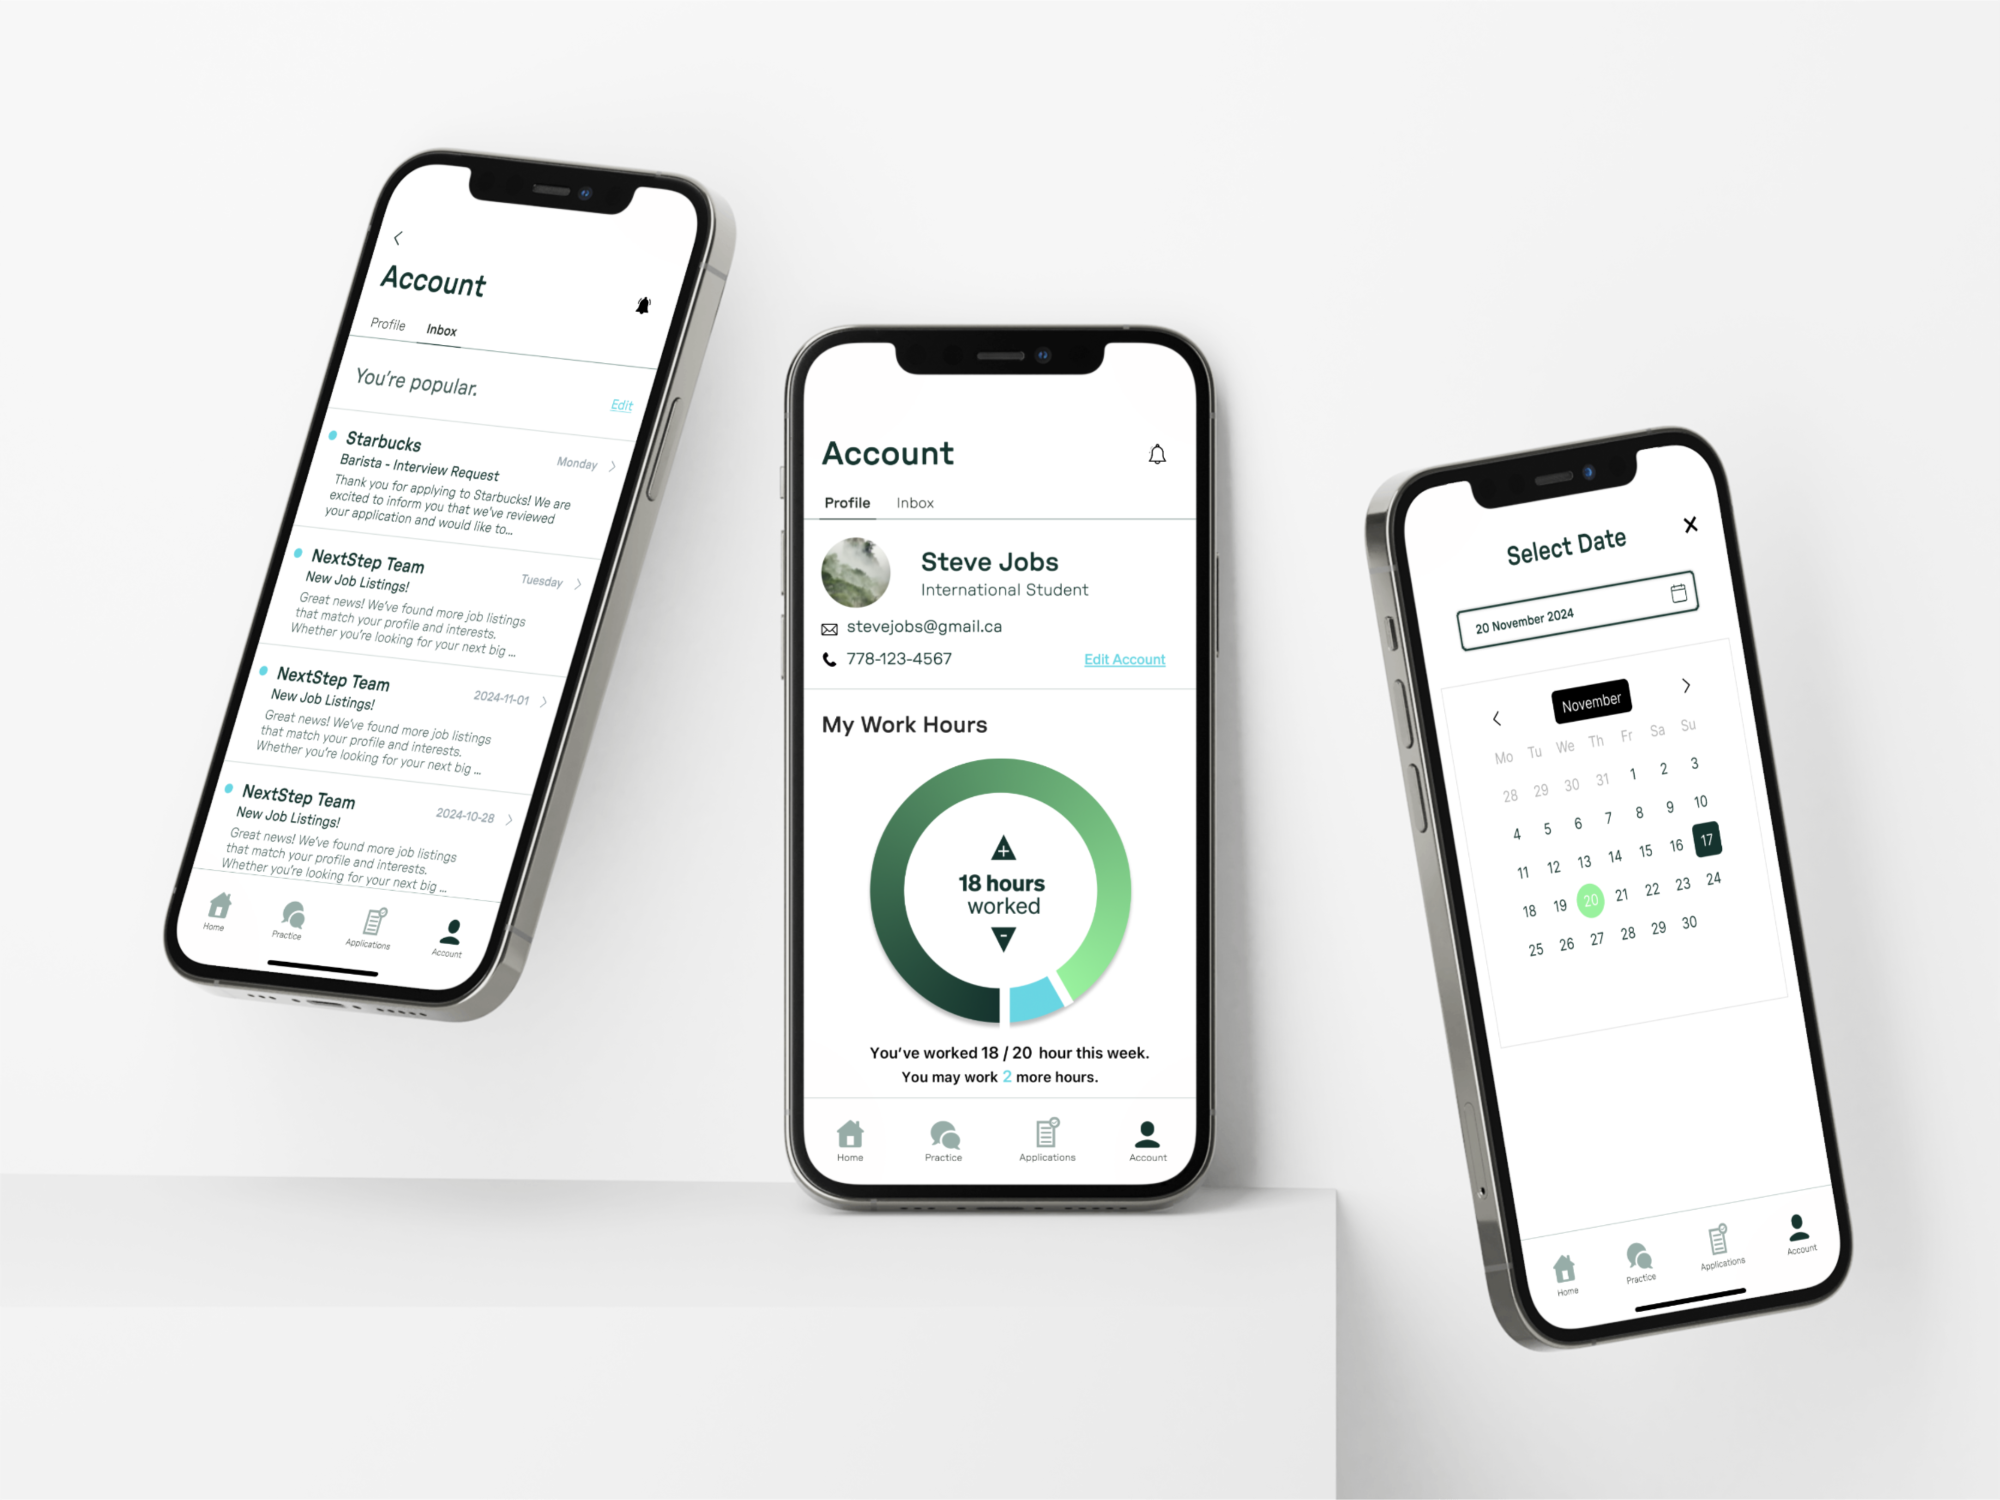 Account
Profile Inbox
You're popular.
Edit
Starbucks
Monday
Barista - Interview Request
Thank you for applying to Starbucks! We are
excited to inform you that we've reviewed
your application and would like to...
NextStep Team
Tuesday
New Job Listings!
Great news! We've found more job listings
that match your profile and interests.
Whether you're looking for your next big ...
NextStep Team
2024-11-01
New Job Listings!
Great news! We've found more job listings
that match your profile and interests.
Whether you're looking for your next big ...
NextStep Team
2024-10-28
New Job Listings!
Great news! We've found more job listings
that match your profile and interests.
Whether you're looking for your next big ...
Home Practice Applications Account
Account
Profile Inbox
Steve Jobs
International Student
stevejobs@gmail.ca
778-123-4567
Edit Account
My Work Hours
+
18 hours
worked
-
You've worked 18 / 20 hour this week.
You may work 2 more hours.
Home Practice Applications Account
Select Date
X
20 November 2024
November
Mo Tu We Th Fr Sa Su
28 29 30 31 1 2 3
4 5 6 7 8 9 10
11 12 13 14 15 16 17
18 19 20 21 22 23 24
25 26 27 28 29 30
Home Practice Applications Account